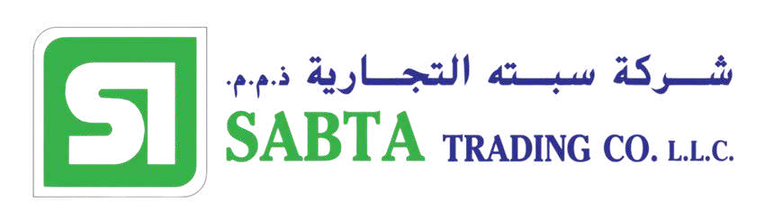 شركة سبته التجارية ذ.م.م.
SABTA TRADING CO. L.L.C.